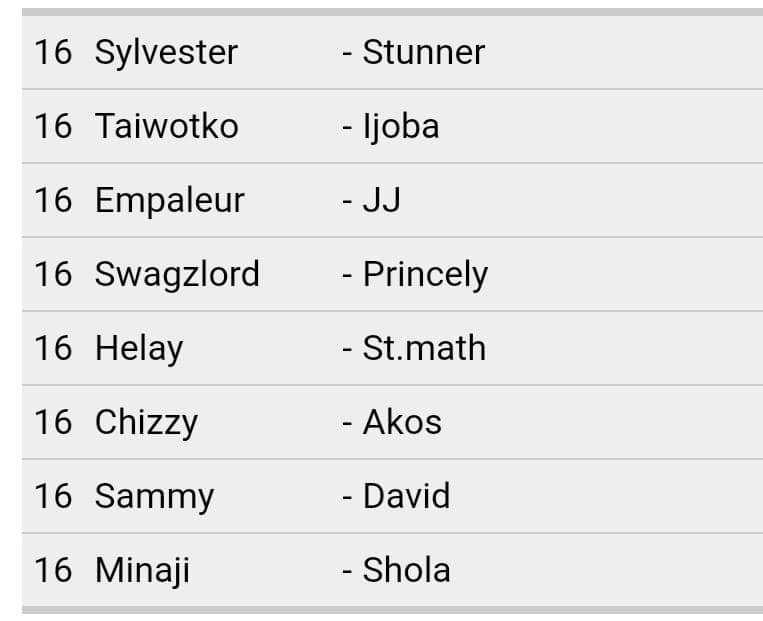 16 Sylvester - Stunner
16 Taiwotko - Ijoba
16 Empaleur - JJ
16 Swagzlord - Princely
16 Helay - St.math
16 Chizzy - Akos
16 Sammy - David
16 Minaji - Shola